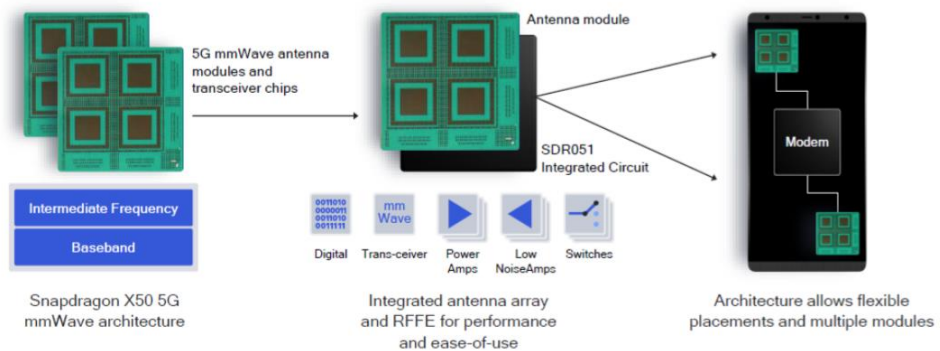 5G mmWave antenna
modules and
transceiver chips
Intermediate Frequency
Baseband
Snapdragon X50 5G
mmWave architecture
Antenna module
SDR051
Integrated Circuit
0011010
0000011
0011010
0011111
mm
Wave
Digital
Trans-ceiver
Power
Amps
Low
NoiseAmps
Switches
Integrated antenna array
and RFFE for performance
and ease-of-use
Modem
Architecture allows flexible
placements and multiple modules